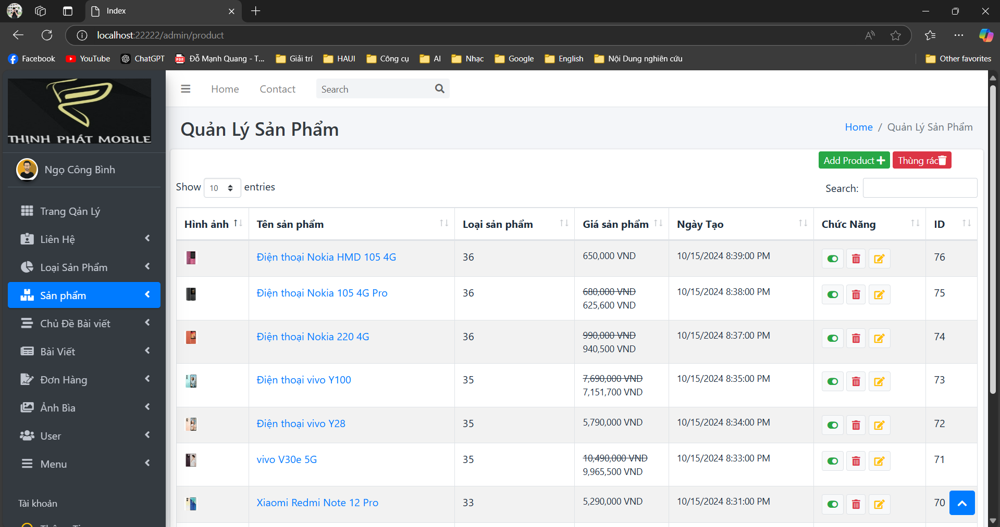 Index
localhost:22222/admin/product
Facebook YouTube ChatGPT Đỗ Mạnh Quang - T... Giải trí HAUI Công cụ AI Nhạc Google English Nội Dung nghiên cứu Other favorites
THỊNH PHÁT MOBILE
Ngọ Công Bình
Trang Qản Lý
Liên Hệ
Loại Sản Phẩm
Sản phẩm
Chủ Đề Bài viết
Bài Viết
Đơn Hàng
Ảnh Bìa
User
Menu
Tài khoản
Home Contact Search
Quản Lý Sản Phẩm
Home / Quản Lý Sản Phẩm
Add Product Thùng rác
Show 10 entries Search:
Hình ảnh Tên sản phẩm Loại sản phẩm Giá sản phẩm Ngày Tạo Chức Năng ID
Điện thoại Nokia HMD 105 4G 36 650,000 VND 10/15/2024 8:39:00 PM 76
Điện thoại Nokia 105 4G Pro 36 680,000 VND 10/15/2024 8:38:00 PM 75
625,600 VND
Điện thoại Nokia 220 4G 36 990,000 VND 10/15/2024 8:37:00 PM 74
940,500 VND
Điện thoại vivo Y100 35 7,690,000 VND 10/15/2024 8:35:00 PM 73
7,151,700 VND
Điện thoại vivo Y28 35 5,790,000 VND 10/15/2024 8:34:00 PM 72
vivo V30e 5G 35 10,490,000 VND 10/15/2024 8:33:00 PM 71
9,965,500 VND
Xiaomi Redmi Note 12 Pro 33 5,290,000 VND 10/15/2024 8:31:00 PM 70